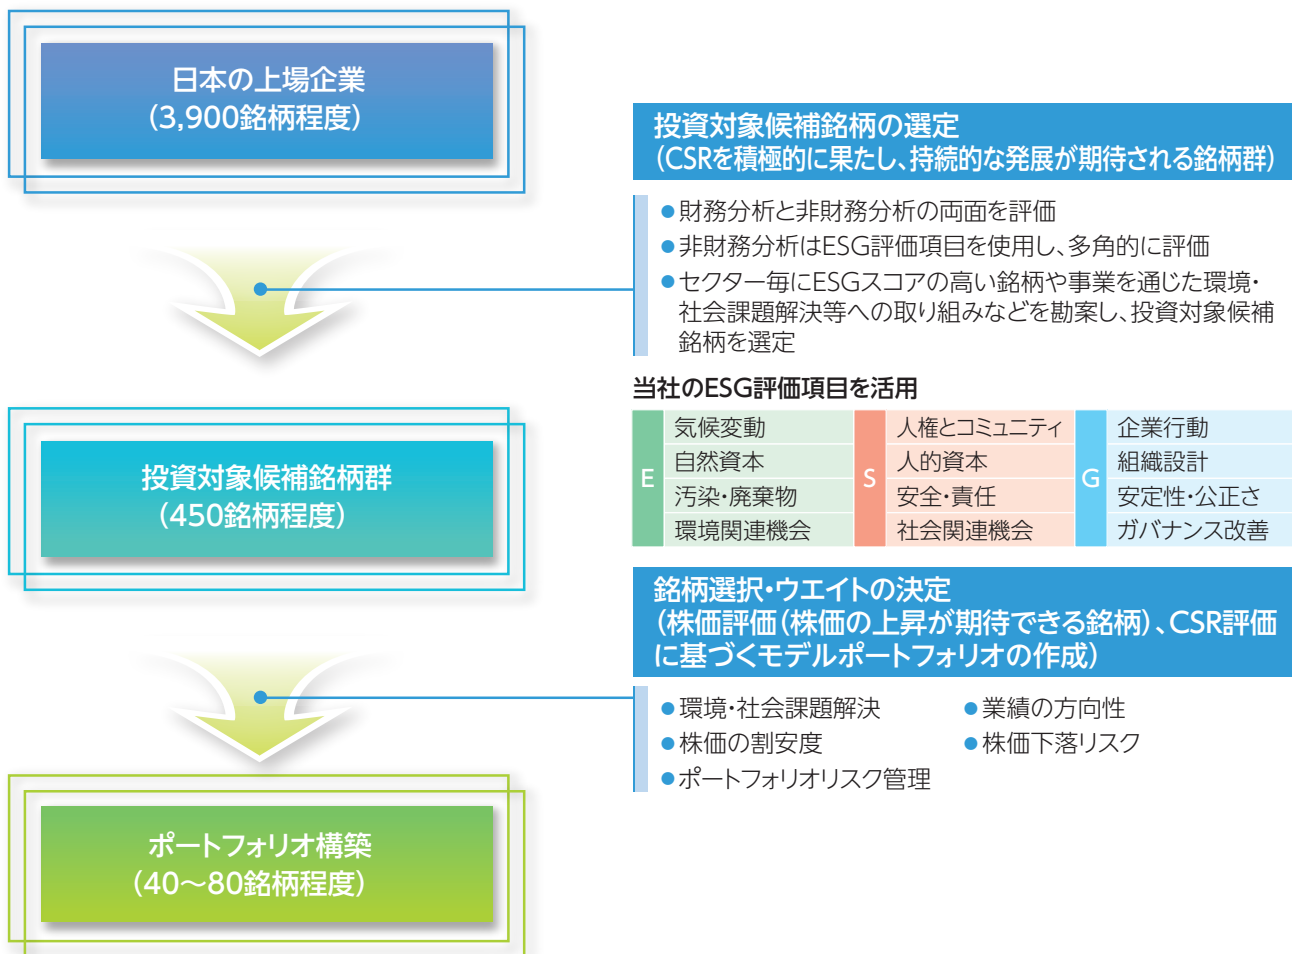 日本の上場企業
(3,900銘柄程度)
投資対象候補銘柄の選定
(CSRを積極的に果たし、持続的な発展が期待される銘柄群)
●財務分析と非財務分析の両面を評価
●非財務分析はESG評価項目を使用し、多角的に評価
●セクター毎にESGスコアの高い銘柄や事業を通じた環境・
社会課題解決等への取り組みなどを勘案し、投資対象候補
銘柄を選定
当社のESG評価項目を活用
E
気候変動
自然資本
汚染・廃棄物
環境関連機会
S
人権とコミュニティ
人的資本
安全・責任
社会関連機会
G
企業行動
組織設計
安定性・公正さ
ガバナンス改善
投資対象候補銘柄群
(450銘柄程度)
銘柄選択・ウエイトの決定
(株価評価(株価の上昇が期待できる銘柄)、CSR評価
に基づくモデルポートフォリオの作成)
●環境・社会課題解決
●業績の方向性
●株価の割安度
●株価下落リスク
●ポートフォリオリスク管理
ポートフォリオ構築
(40〜80銘柄程度)